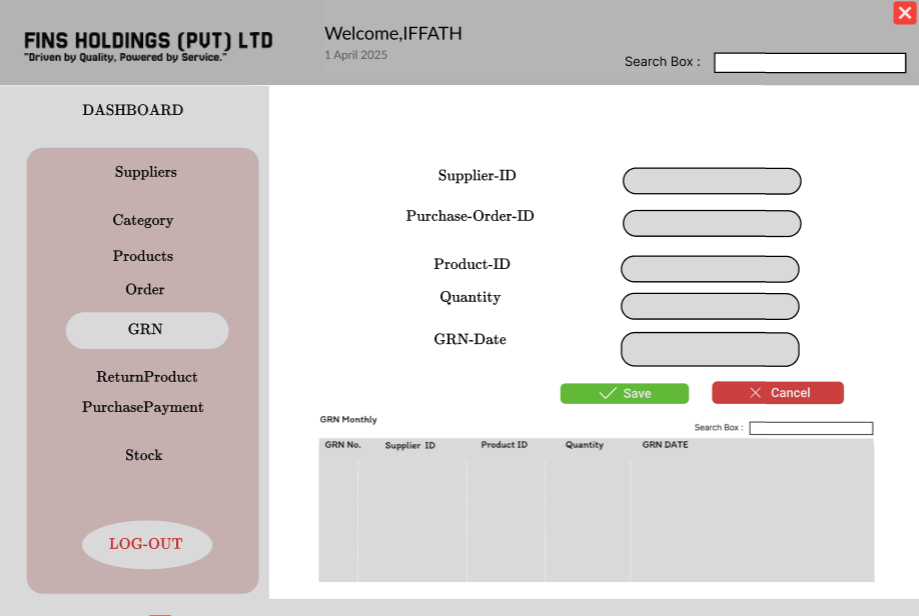 FINS HOLDINGS (PVT) LTD
"Driven by Quality, Powered by Service."
Welcome,IFFATH
1 April 2025
Search Box :
DASHBOARD
Suppliers
Category
Products
Order
GRN
ReturnProduct
PurchasePayment
Stock
LOG-OUT
Supplier-ID
Purchase-Order-ID
Product-ID
Quantity
GRN-Date
Save
Cancel
GRN Monthly
Search Box :
GRN No. Supplier ID Product ID Quantity GRN DATE